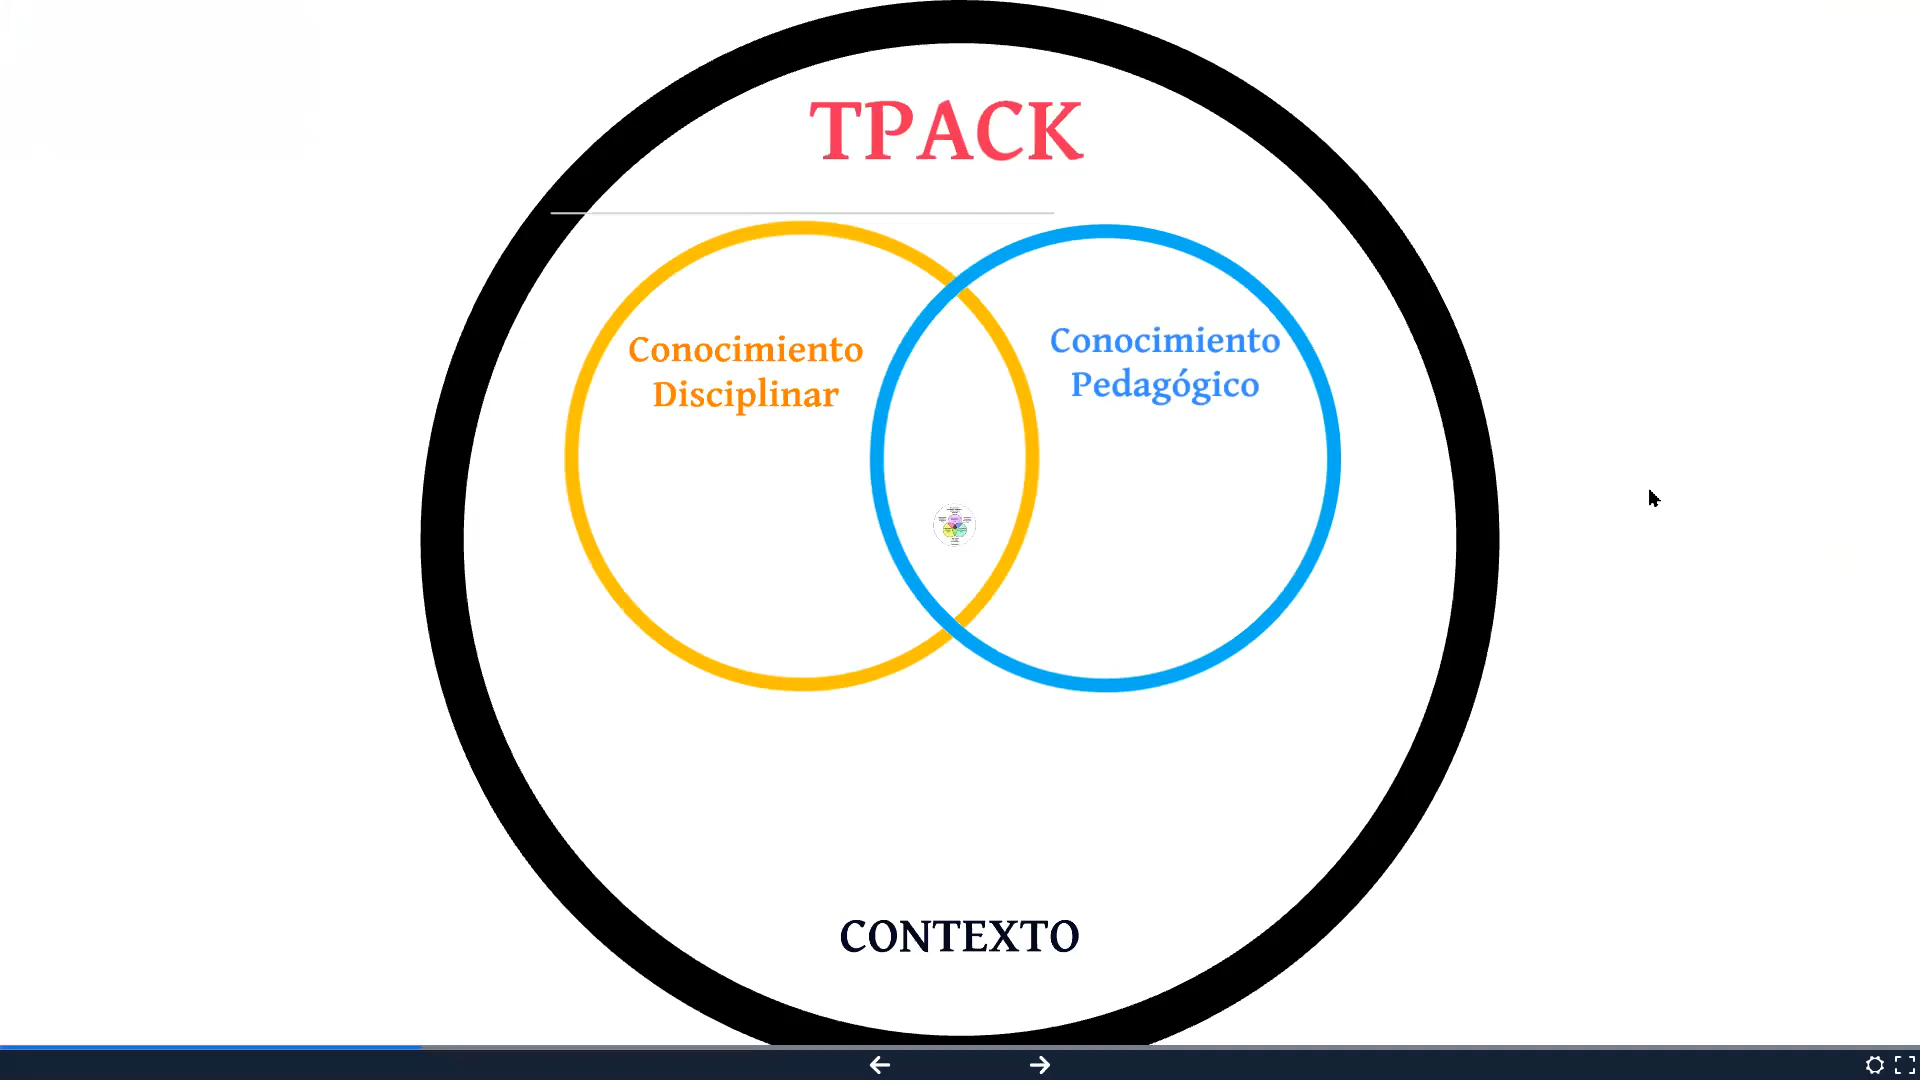 TPACK
Conocimiento
Disciplinar
Conocimiento
Pedagógico
CONTEXTO